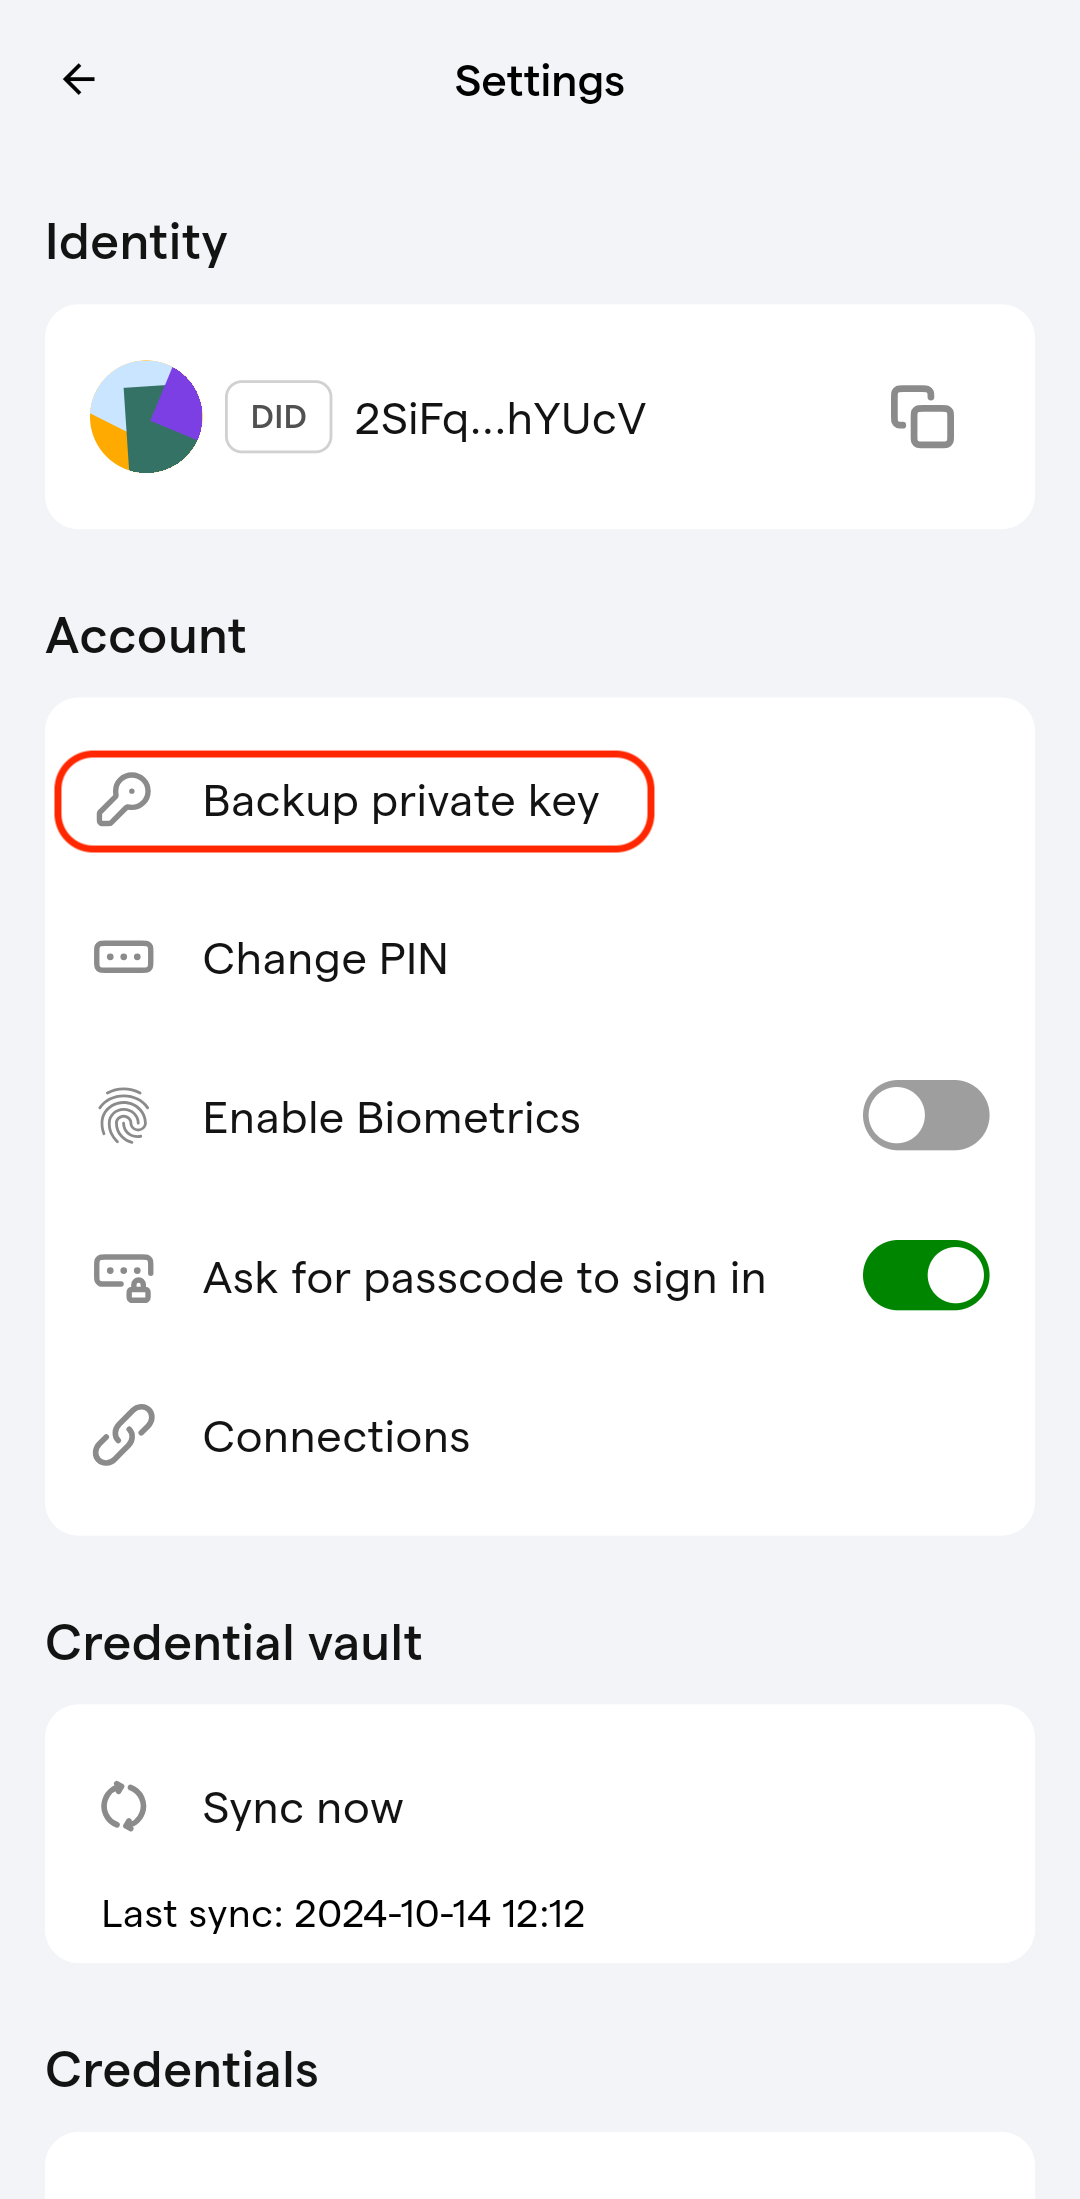 Settings
Identity
DID 2SiFq...hYUcV
Account
Backup private key
Change PIN
Enable Biometrics
Ask for passcode to sign in
Connections
Credential vault
Sync now
Last sync: 2024-10-14 12:12
Credentials